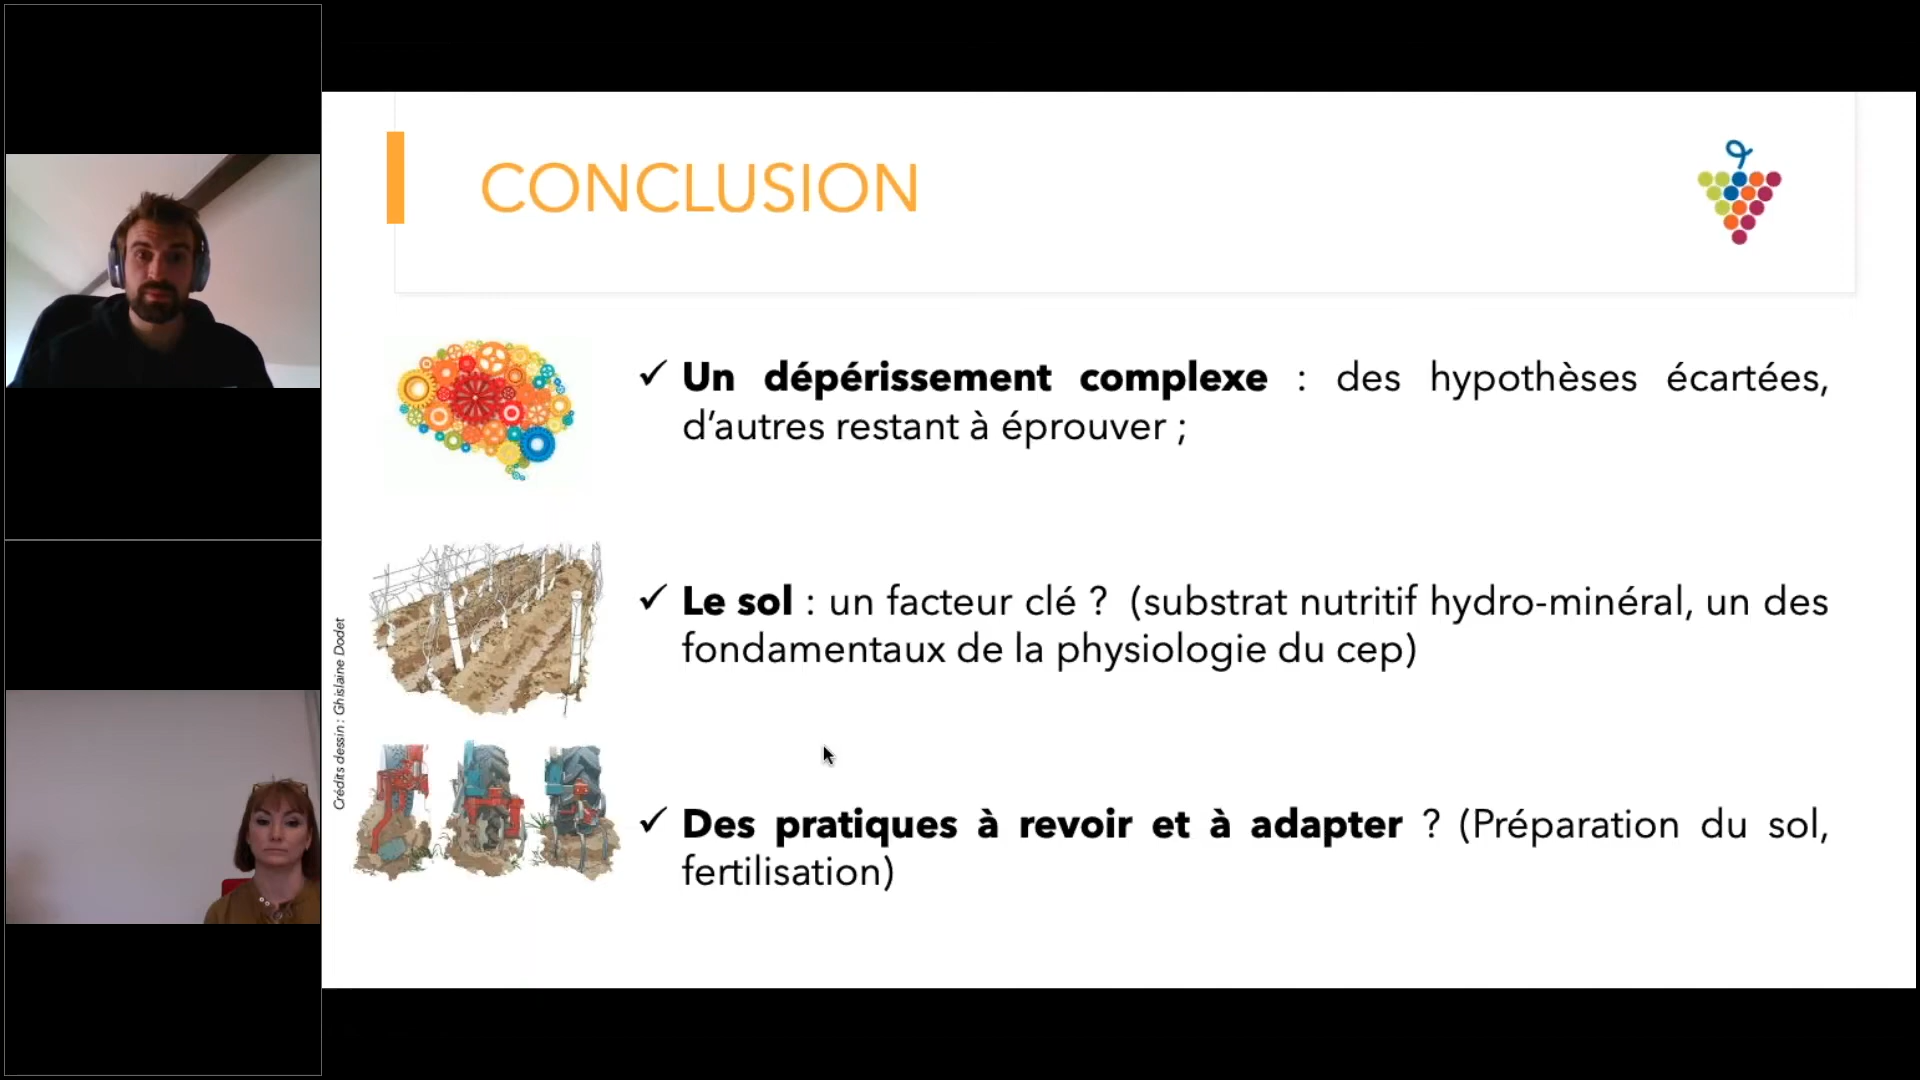 CONCLUSION
✓ Un dépérissement complexe : des hypothèses écartées,
d’autres restant à éprouver ;
✓ Le sol : un facteur clé ? (substrat nutritif hydro-minéral, un des
fondamentaux de la physiologie du cep)
Crédits dessin : Ghislaine Dodet
✓ Des pratiques à revoir et à adapter ? (Préparation du sol,
fertilisation)